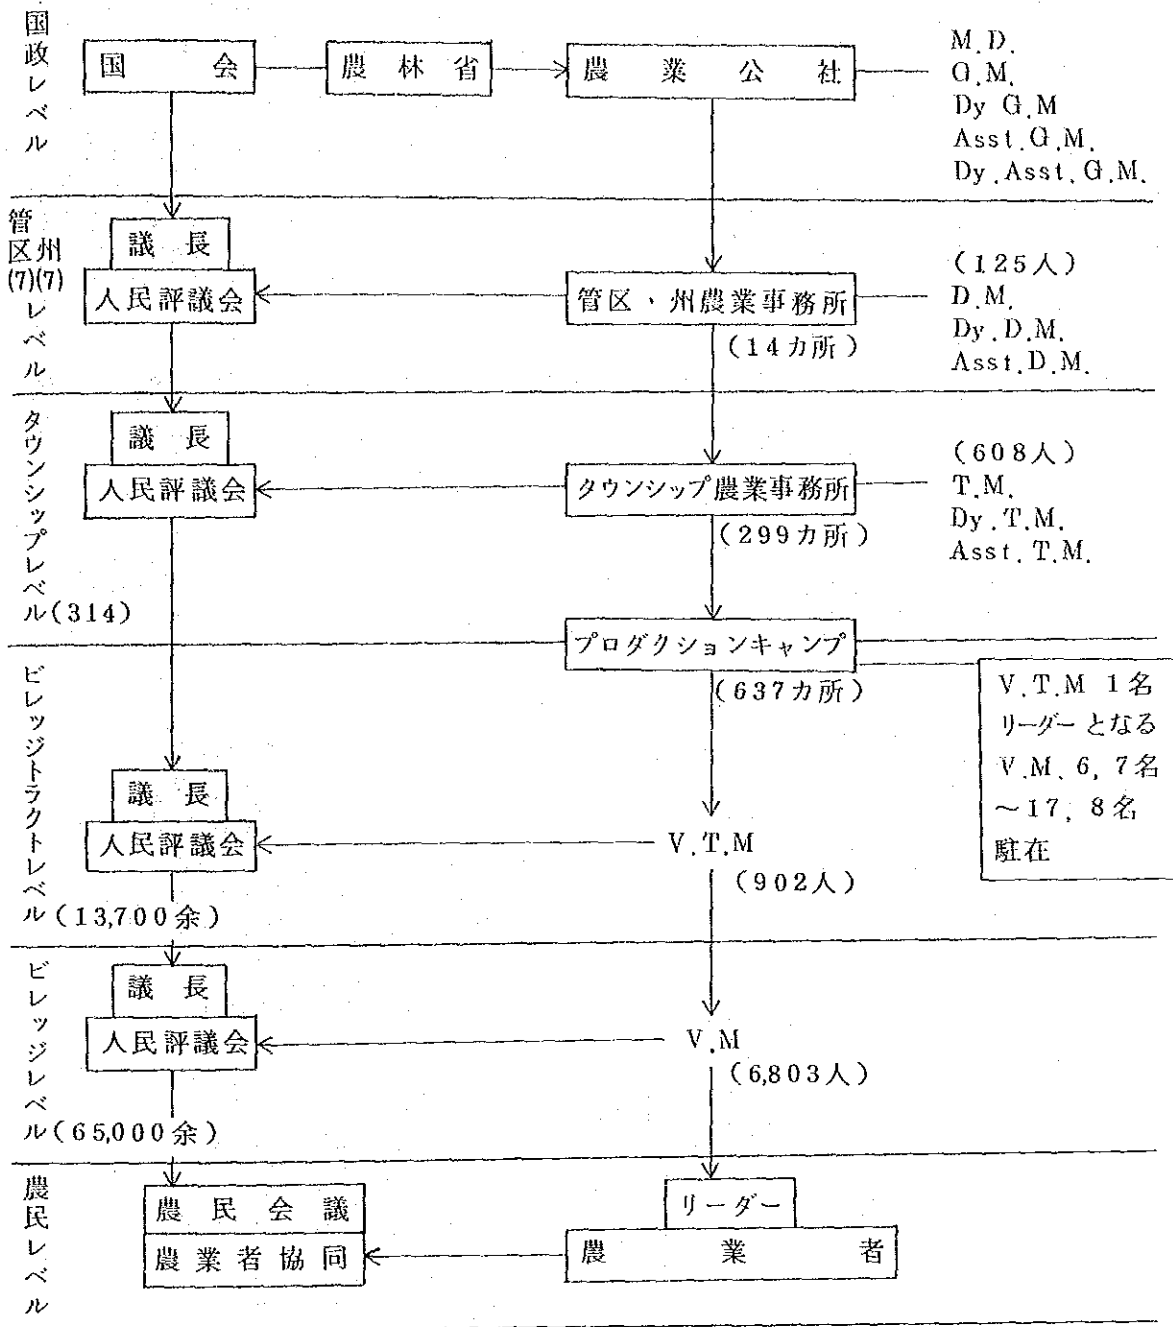 国政レベル
国会
農林省
農業公社
M.D.
G.M.
Dy G.M
Asst.G.M.
Dy.Asst.G.M.
管区州
(7)(7)
レベル
議長
人民評議会
管区・州農業事務所
(14カ所)
(125人)
D.M.
Dy.D.M.
Asst.D.M.
タウンシップレベル(314)
議長
人民評議会
タウンシップ農業事務所
(299カ所)
(608人)
T.M.
Dy.T.M.
Asst.T.M.
プロダクションキャンプ
(637カ所)
V.T.M 1名
リーダーとなる
V.M. 6, 7名
~17, 8名
駐在
ビレッジトラクトレベル(13,700余)
議長
人民評議会
V.T.M
(902人)
ビレッジレベル(65,000余)
議長
人民評議会
V.M
(6,803人)
農民レベル
農民会議
農業者協同
リーダー
農業者